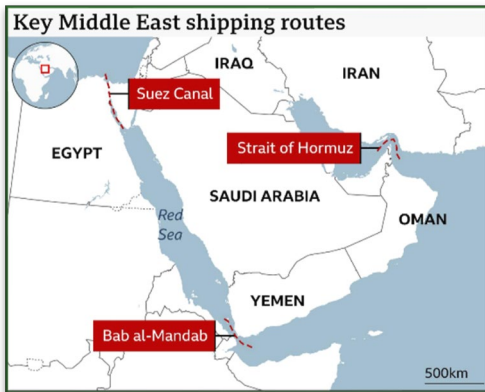 Key Middle East shipping routes
IRAQ
IRAN
Suez Canal
Strait of Hormuz
EGYPT
SAUDI ARABIA
Red
Sea
OMAN
YEMEN
Bab al-Mandab
500km